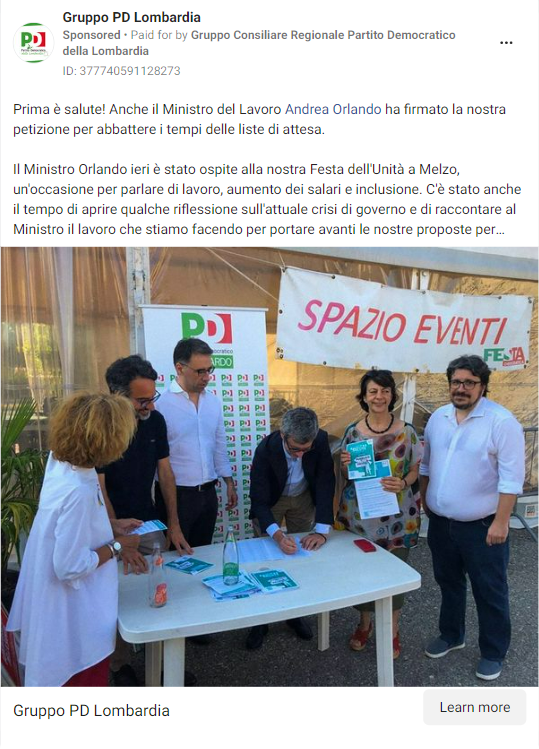 Gruppo PD Lombardia
Sponsored • Paid for by Gruppo Consiliare Regionale Partito Democratico
della Lombardia
ID: 377740591128273
Prima è salute! Anche il Ministro del Lavoro Andrea Orlando ha firmato la nostra
petizione per abbattere i tempi delle liste di attesa.
Il Ministro Orlando ieri è stato ospite alla nostra Festa dell'Unità a Melzo,
un'occasione per parlare di lavoro, aumento dei salari e inclusione. C'è stato anche
il tempo di aprire qualche riflessione sull'attuale crisi di governo e di raccontare al
Ministro il lavoro che stiamo facendo per portare avanti le nostre proposte per...
PD
SPAZIO EVENTI
FESTA
Gruppo PD Lombardia
Learn more